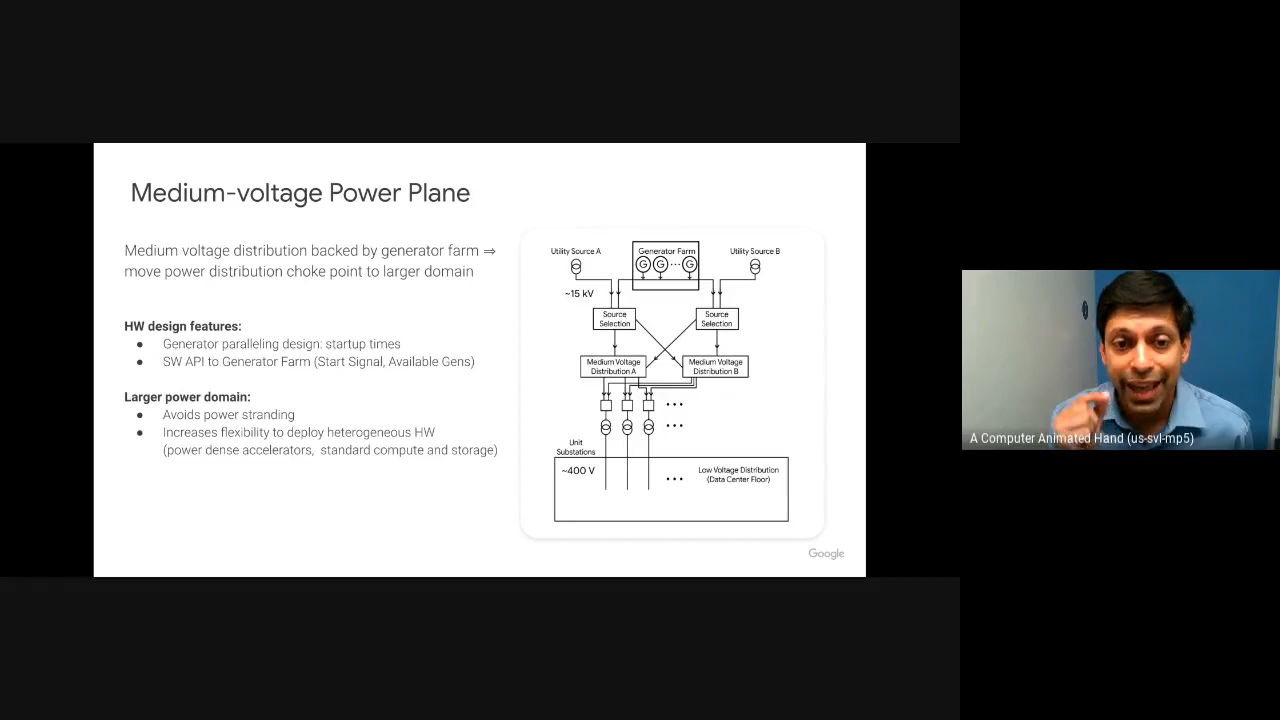 Medium-voltage Power Plane
Medium voltage distribution backed by generator farm ⇒
move power distribution choke point to larger domain
HW design features:
● Generator paralleling design: startup times
● SW API to Generator Farm (Start Signal, Available Gens)
Larger power domain:
● Avoids power stranding
● Increases flexibility to deploy heterogeneous HW
(power dense accelerators, standard compute and storage)
Utility Source A
Generator Farm
Utility Source B
G G ··· G
~15 kV
Source
Selection
Source
Selection
Medium Voltage
Distribution A
Medium Voltage
Distribution B
Unit
Substations
~400 V
Low Voltage Distribution
(Data Center Floor)
Google
A Computer Animated Hand (us-svl-mp5)